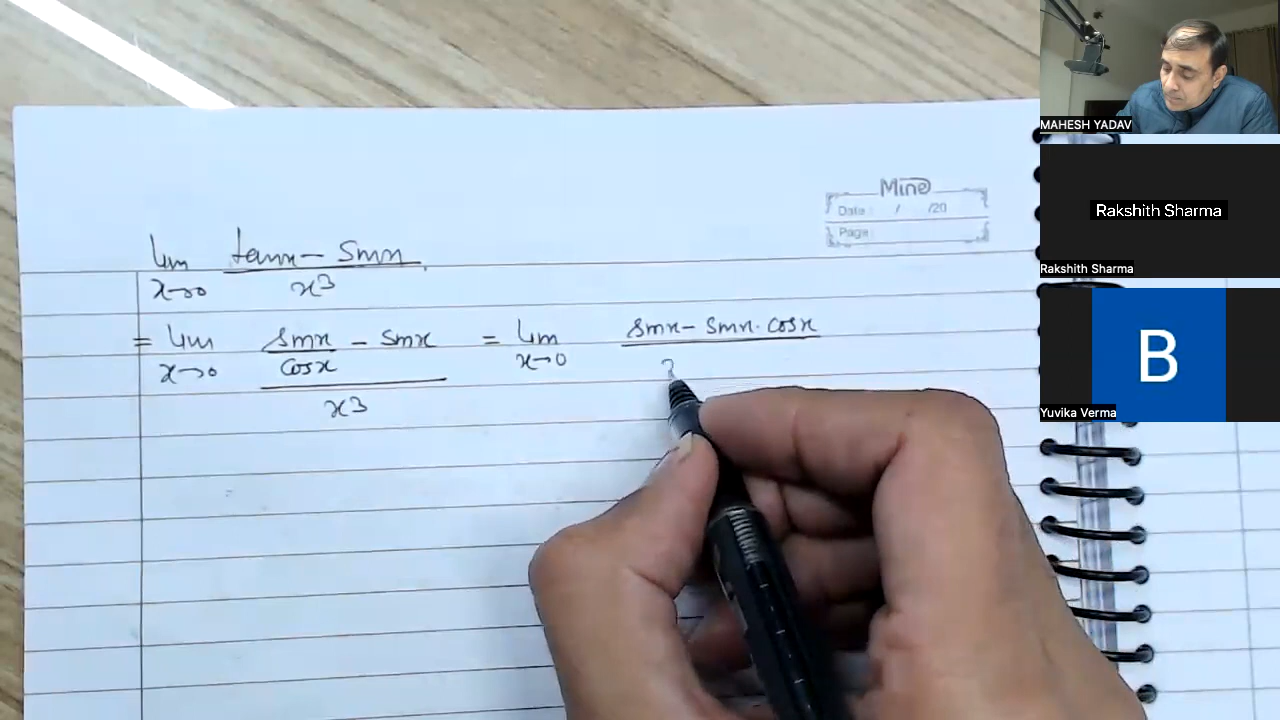 Mine
Date : / /20
Page :
lim tanx - sinx
x→0 x³
= lim sinx - sinx = lim sinx - sinx. cosx
x→0 cosx x→0
x³
MAHESH YADAV
Rakshith Sharma
Rakshith Sharma
B
Yuvika Verma